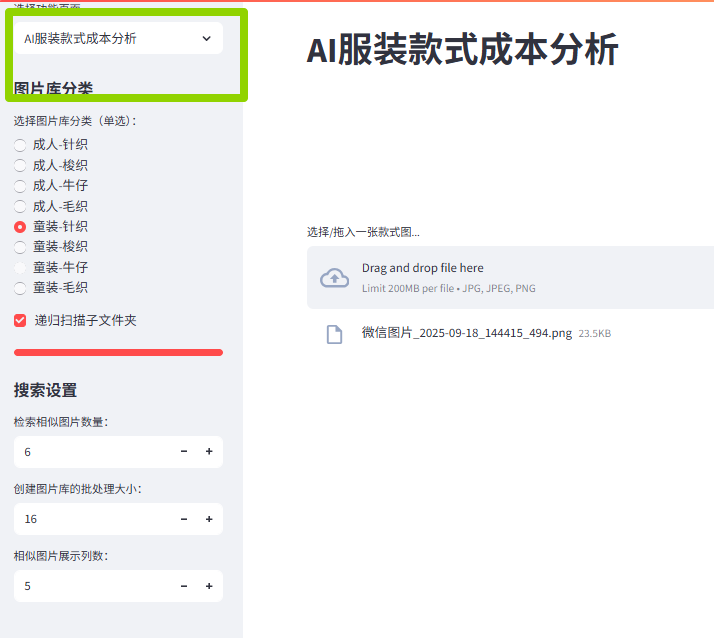 选择功能页面
AI服装款式成本分析
图片库分类
选择图片库分类（单选）：
成人-针织
成人-梭织
成人-牛仔
成人-毛织
童装-针织
童装-梭织
童装-牛仔
童装-毛织
递归扫描子文件夹
搜索设置
检索相似图片数量：
6
创建图片库的批处理大小：
16
相似图片展示列数：
5
AI服装款式成本分析
选择/拖入一张款式图...
Drag and drop file here
Limit 200MB per file • JPG, JPEG, PNG
微信图片_2025-09-18_144415_494.png 23.5KB